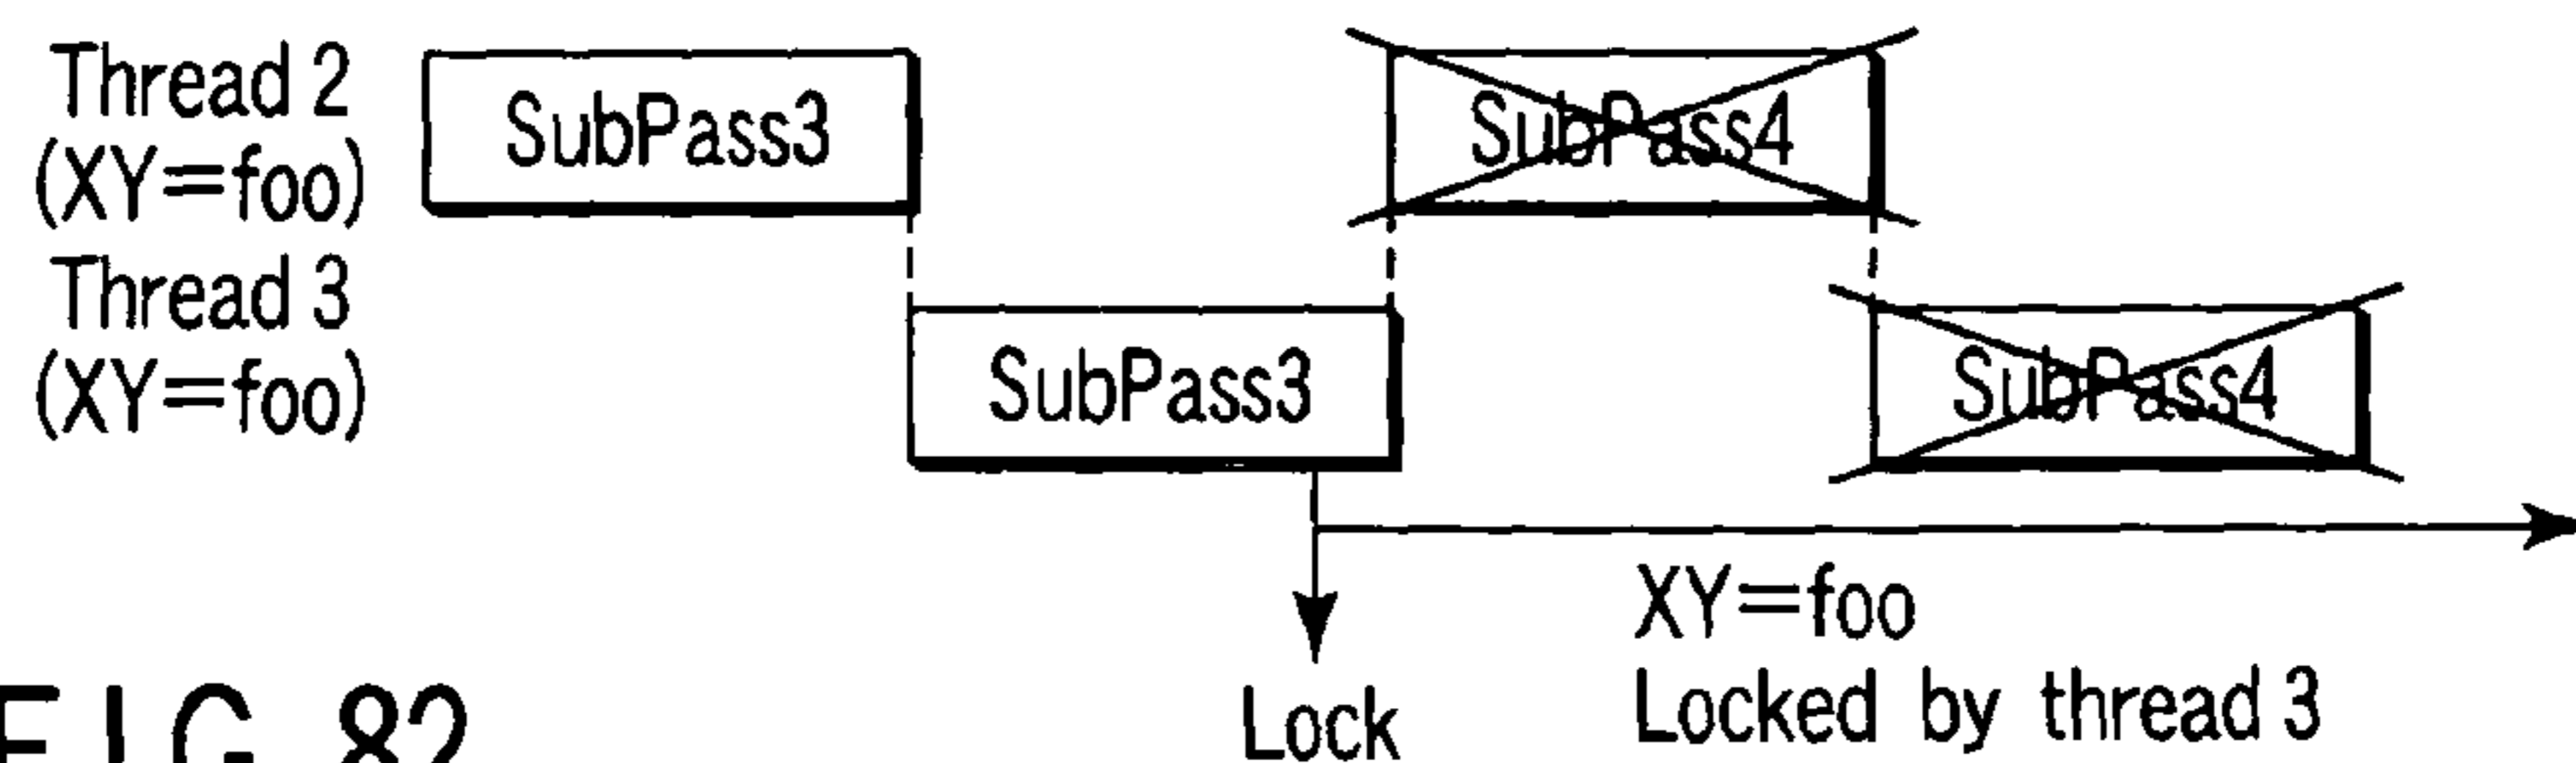 Thread 2
(XY=foo)
SubPass3
SubPass4
Thread 3
(XY=foo)
SubPass3
SubPass4
XY=foo
Locked by thread 3
Lock
FIG. 82